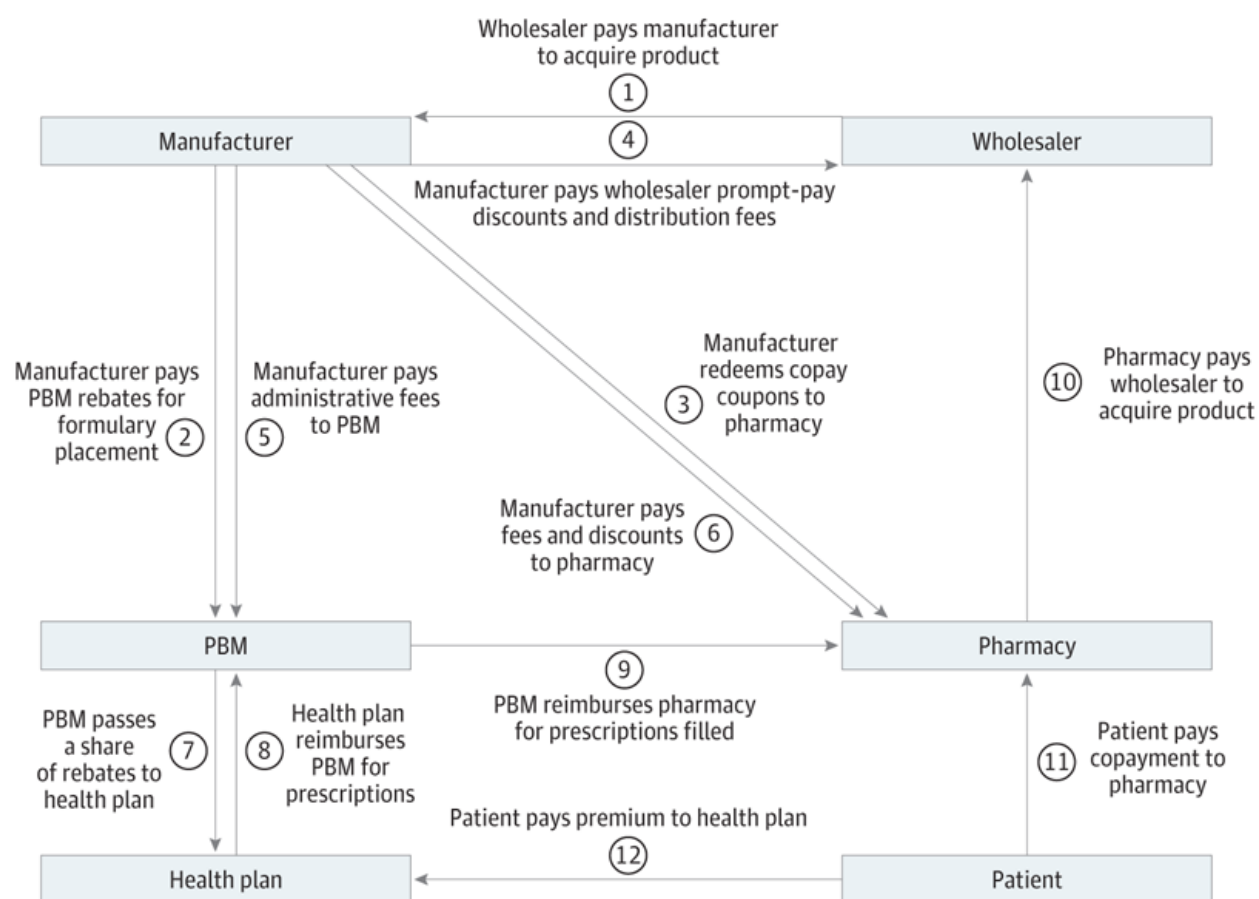 Wholesaler pays manufacturer
to acquire product
1
Manufacturer
4
Wholesaler
Manufacturer pays wholesaler prompt-pay
discounts and distribution fees
Manufacturer pays
PBM rebates for
formulary
placement
2
Manufacturer pays
administrative fees
to PBM
5
Manufacturer
redeems copay
coupons to
pharmacy
3
Pharmacy pays
wholesaler to
acquire product
10
Manufacturer pays
fees and discounts
to pharmacy
6
PBM
Pharmacy
9
PBM reimburses pharmacy
for prescriptions filled
PBM passes
a share
of rebates to
health plan
7
Health plan
reimburses
PBM for
prescriptions
8
Patient pays
copayment to
pharmacy
11
Patient pays premium to health plan
12
Health plan
Patient